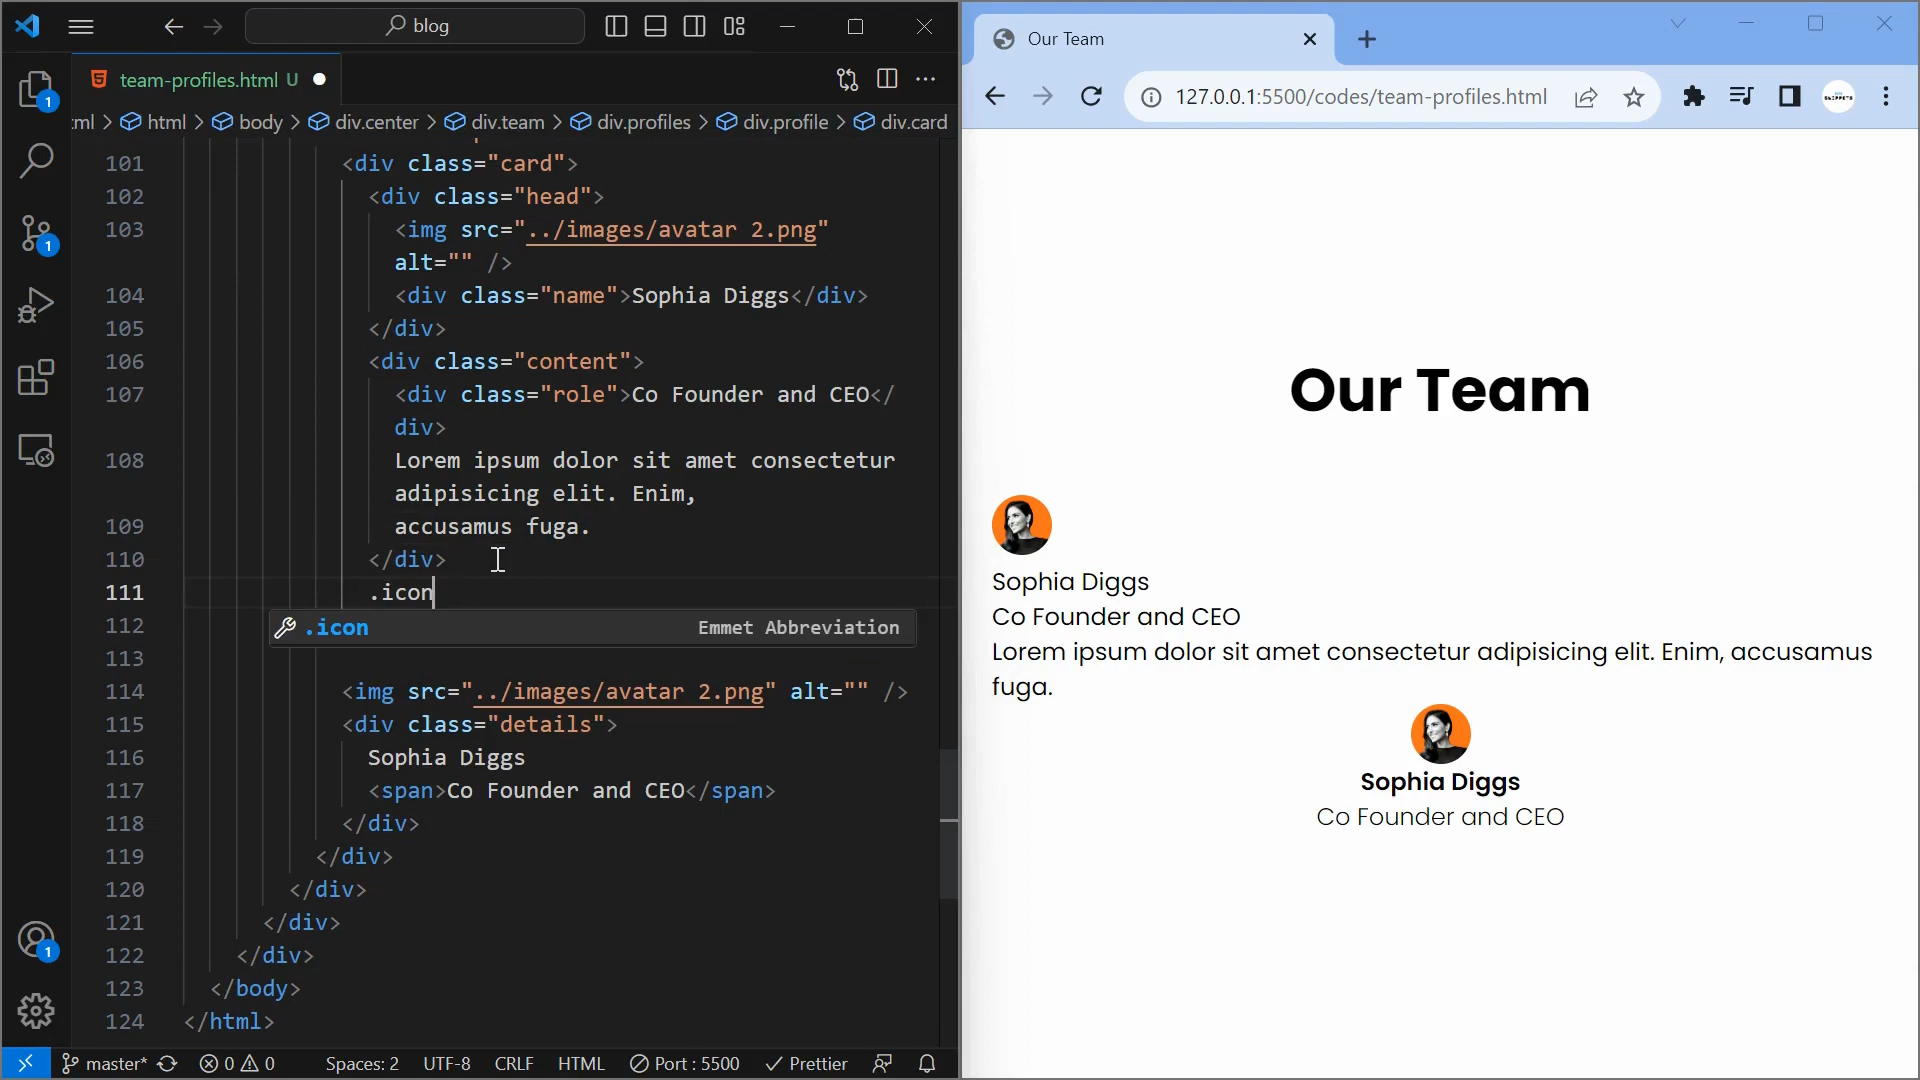 blog
team-profiles.html U
ml > html > body > div.center > div.team > div.profiles > div.profile > div.card
101 <div class="card">
102 <div class="head">
103 <img src="../images/avatar 2.png"
alt="" />
104 <div class="name">Sophia Diggs</div>
105 </div>
106 <div class="content">
107 <div class="role">Co Founder and CEO</
div>
108 Lorem ipsum dolor sit amet consectetur
adipisicing elit. Enim,
109 accusamus fuga.
110 </div>
111 .icon
112 .icon Emmet Abbreviation
113
114 <img src="../images/avatar 2.png" alt="" />
115 <div class="details">
116 Sophia Diggs
117 <span>Co Founder and CEO</span>
118 </div>
119 </div>
120 </div>
121 </div>
122 </div>
123 </body>
124 </html>
1
1
1
master* 0 0 Spaces: 2 UTF-8 CRLF HTML Port : 5500 Prettier
Our Team
127.0.0.1:5500/codes/team-profiles.html
Our Team
Sophia Diggs
Co Founder and CEO
Lorem ipsum dolor sit amet consectetur adipisicing elit. Enim, accusamus
fuga.
Sophia Diggs
Co Founder and CEO